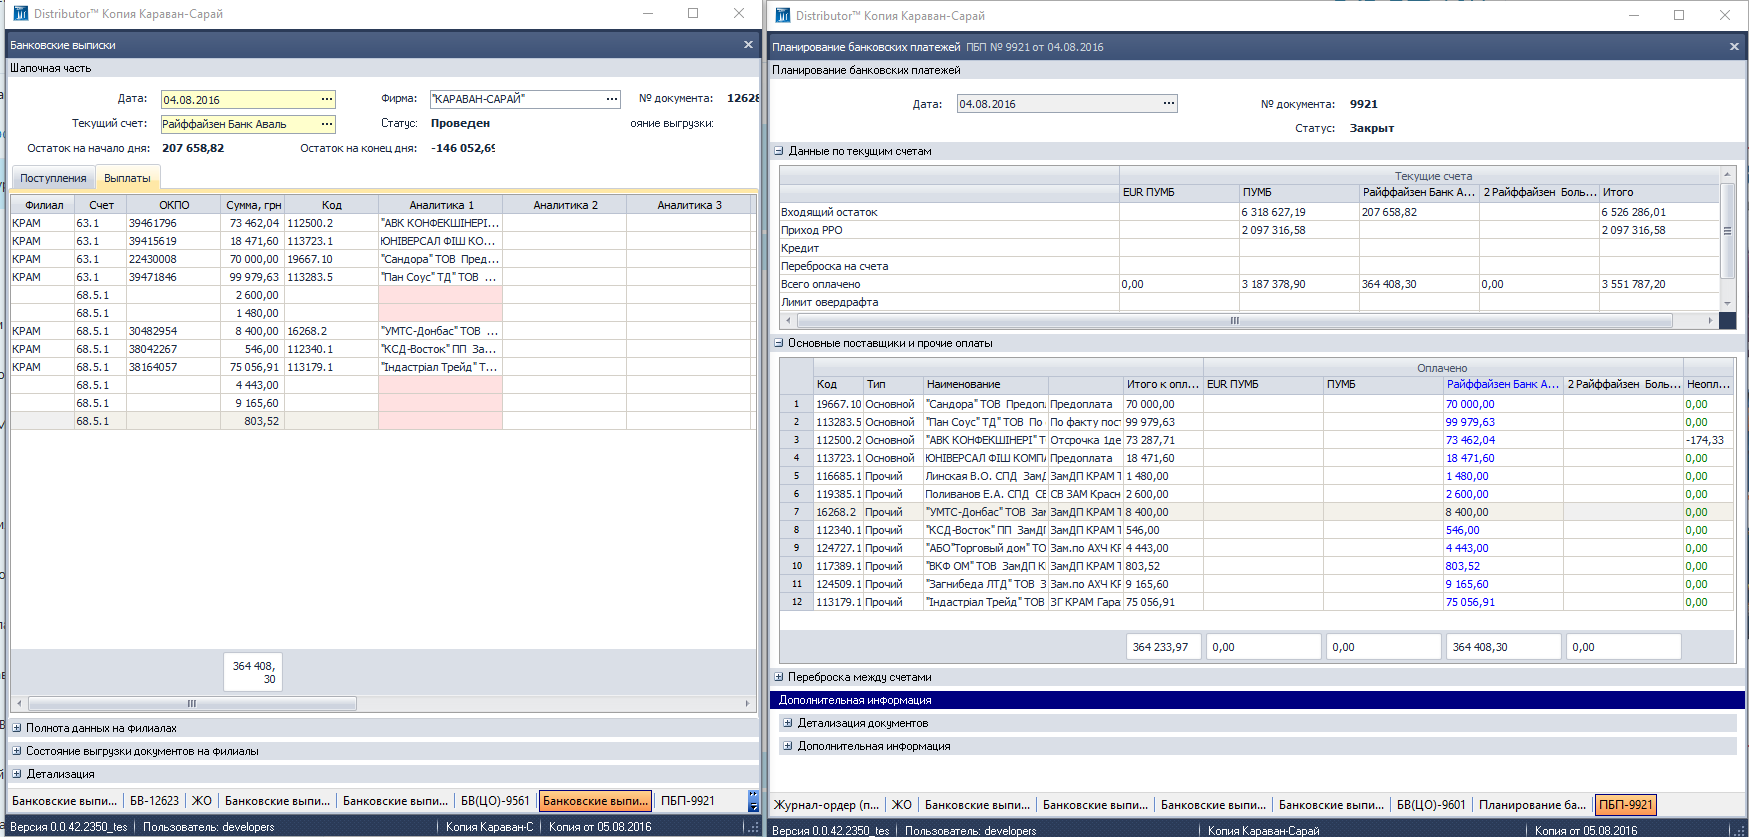 Distributor™ Копия Караван-Сарай
Банковские выписки
Шапочная часть
Дата: 04.08.2016 ... Фирма: "КАРАВАН-САРАЙ" ... № документа: 12628
Текущий счет: Райффайзен Банк Аваль ... Статус: Проведен ояние выгрузки:
Остаток на начало дня: 207 658,82 Остаток на конец дня: -146 052,69
Поступления Выплаты
Филиал Счет ОКПО Сумма, грн Код Аналитика 1 Аналитика 2 Аналитика 3
КРАМ 63.1 39461796 73 462,04 112500.2 "АВК КОНФЕКШІНЕРІ...
КРАМ 63.1 39415619 18 471,60 113723.1 ЮНІВЕРСАЛ ФІШ КО...
КРАМ 63.1 22430008 70 000,00 19667.10 "Сандора" ТОВ Пред...
КРАМ 63.1 39471846 99 979,63 113283.5 "Пан Соус" ТД" ТОВ ...
68.5.1 2 600,00
68.5.1 1 480,00
КРАМ 68.5.1 30482954 8 400,00 16268.2 "УМТС-Донбас" ТОВ ...
КРАМ 68.5.1 38042267 546,00 112340.1 "КСД-Восток" ПП За...
КРАМ 68.5.1 38164057 75 056,91 113179.1 "Індастріал Трейд" Т...
68.5.1 4 443,00
68.5.1 9 165,60
68.5.1 803,52
364 408,
30
Полнота данных на филиалах
Состояние выгрузки документов на филиалы
Детализация
Банковские выпи... БВ-12623 ЖО Банковские выпи... Банковские выпи... БВ(ЦО)-9561 Банковские выпи... ПБП-9921
Версия 0.0.42.2350_tes Пользователь: developers Копия Караван-С Копия от 05.08.2016
Distributor™ Копия Караван-Сарай
Планирование банковских платежей ПБП № 9921 от 04.08.2016
Планирование банковских платежей
Дата: 04.08.2016 ... № документа: 9921
Статус: Закрыт
Данные по текущим счетам
Текущие счета
EUR ПУМБ ПУМБ Райффайзен Банк А... 2 Райффайзен Боль... Итого
Входящий остаток 6 318 627,19 207 658,82 6 526 286,01
Приход РРО 2 097 316,58 2 097 316,58
Кредит
Переброска на счета
Всего оплачено 0,00 3 187 378,90 364 408,30 0,00 3 551 787,20
Лимит овердрафта
Основные поставщики и прочие оплаты
Оплачено
Код Тип Наименование Итого к опл... EUR ПУМБ ПУМБ Райффайзен Банк А... 2 Райффайзен Боль... Неопл...
1 19667.10 Основной "Сандора" ТОВ Предоп Предоплата 70 000,00 70 000,00 0,00
2 113283.5 Основной "Пан Соус" ТД" ТОВ По По факту пост 99 979,63 99 979,63 0,00
3 112500.2 Основной "АВК КОНФЕКШІНЕРІ" Т Отсрочка 1де 73 287,71 73 462,04 -174,33
4 113723.1 Основной ЮНІВЕРСАЛ ФІШ КОМП Предоплата 18 471,60 18 471,60 0,00
5 116685.1 Прочий Линская В.О. СПД ЗамД ЗамДП КРАМ Т 1 480,00 1 480,00 0,00
6 119385.1 Прочий Поливанов Е.А. СПД СВ СВ ЗАМ Красн 2 600,00 2 600,00 0,00
7 16268.2 Прочий "УМТС-Донбас" ТОВ Зам ЗамДП КРАМ Т 8 400,00 8 400,00 0,00
8 112340.1 Прочий "КСД-Восток" ПП ЗамДП ЗамДП КРАМ Т 546,00 546,00 0,00
9 124727.1 Прочий "АБО"Торговый дом" ТО Зам.по АХЧ КР 4 443,00 4 443,00 0,00
10 117389.1 Прочий "ВКФ ОМ" ТОВ ЗамДП К ЗамДП КРАМ Т 803,52 803,52 0,00
11 124509.1 Прочий "Загнибеда ЛТД" ТОВ З Зам.по АХЧ КР 9 165,60 9 165,60 0,00
12 113179.1 Прочий "Індастріал Трейд" ТОВ ЗГ КРАМ Гара 75 056,91 75 056,91 0,00
364 233,97 0,00 0,00 364 408,30 0,00
Переброска между счетами
Дополнительная информация
Детализация документов
Дополнительная информация
Журнал-ордер (п... ЖО Банковские выпи... Банковские выпи... Банковские выпи... Банковские выпи... БВ(ЦО)-9601 Планирование ба... ПБП-9921
Версия 0.0.42.2350_tes Пользователь: developers Копия Караван-Сарай Копия от 05.08.2016